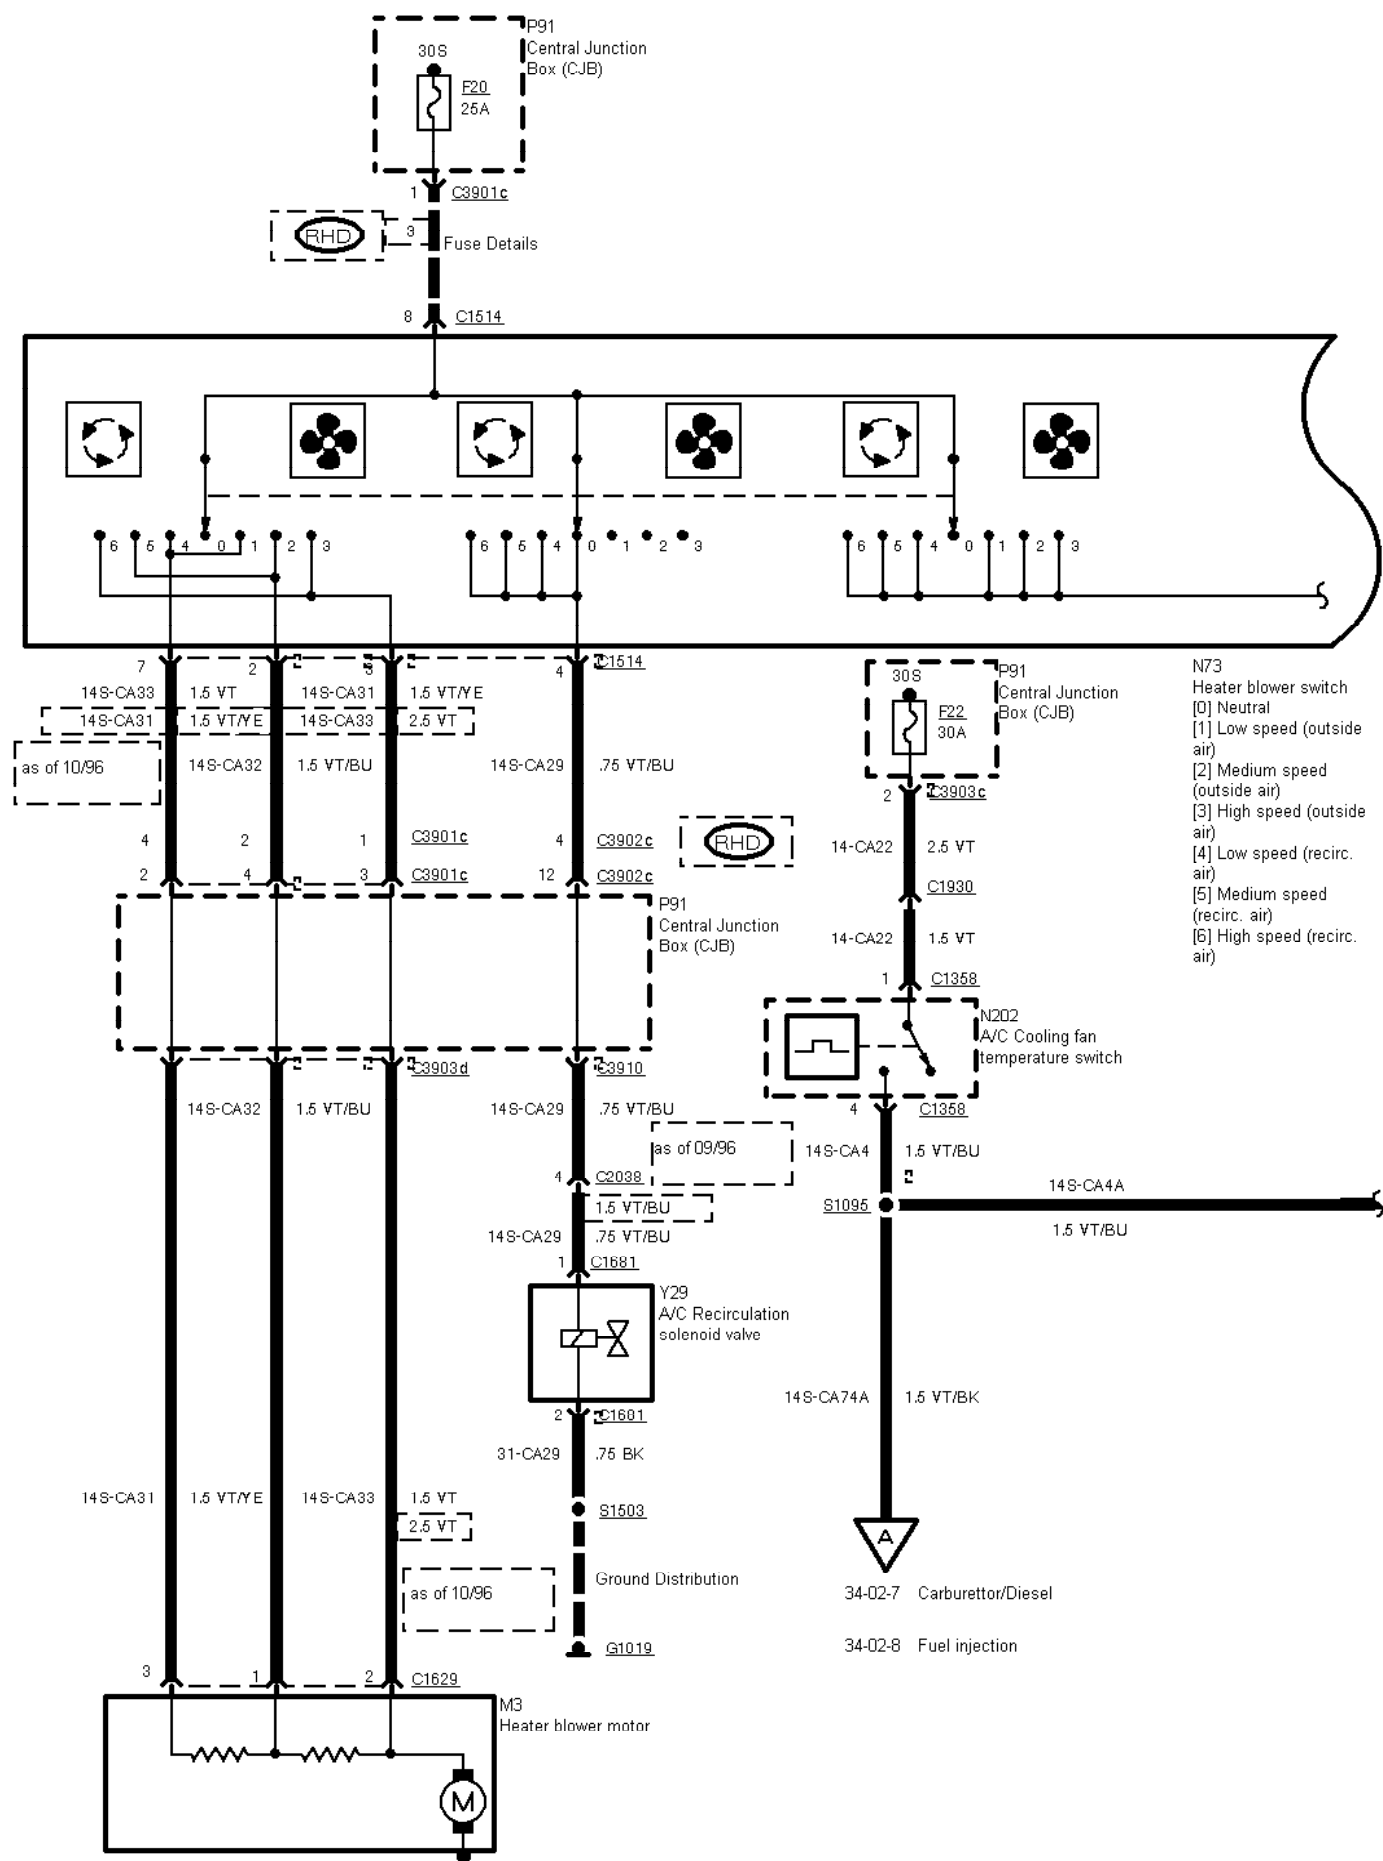 P91
Central Junction
Box (CJB)
30S
F20
25A
1 C3901c
RHD
3
Fuse Details
8 C1514
6 5 4 0 1 2 3
6 5 4 0 1 2 3
6 5 4 0 1 2 3
7 2 3 4 C1514
14S-CA33 1.5 VT 14S-CA31 1.5 VT/YE
14S-CA31 1.5 VT/YE 14S-CA33 2.5 VT
as of 10/96
14S-CA32 1.5 VT/BU 14S-CA29 .75 VT/BU
4 2 1 C3901c 4 C3902c
RHD
2 4 3 C3901c 12 C3902c
P91
Central Junction
Box (CJB)
30S
F22
30A
P91
Central Junction
Box (CJB)
2 C3903c
14-CA22 2.5 VT
C1930
14-CA22 1.5 VT
1 C1358
N73
Heater blower switch
[0] Neutral
[1] Low speed (outside
air)
[2] Medium speed
(outside air)
[3] High speed (outside
air)
[4] Low speed (recirc.
air)
[5] Medium speed
(recirc. air)
[6] High speed (recirc.
air)
N202
A/C Cooling fan
temperature switch
4 C1358
14S-CA4 1.5 VT/BU
S1095
14S-CA4A
1.5 VT/BU
14S-CA74A 1.5 VT/BK
A
34-02-7 Carburettor/Diesel
34-02-8 Fuel injection
C3903d C3910
14S-CA32 1.5 VT/BU 14S-CA29 .75 VT/BU
as of 09/96
4 C2038
1.5 VT/BU
14S-CA29 .75 VT/BU
1 C1681
Y29
A/C Recirculation
solenoid valve
2 C1601
31-CA29 .75 BK
S1503
Ground Distribution
G1019
14S-CA31 1.5 VT/YE 14S-CA33 1.5 VT
2.5 VT
as of 10/96
3 1 2 C1629
M3
Heater blower motor
M